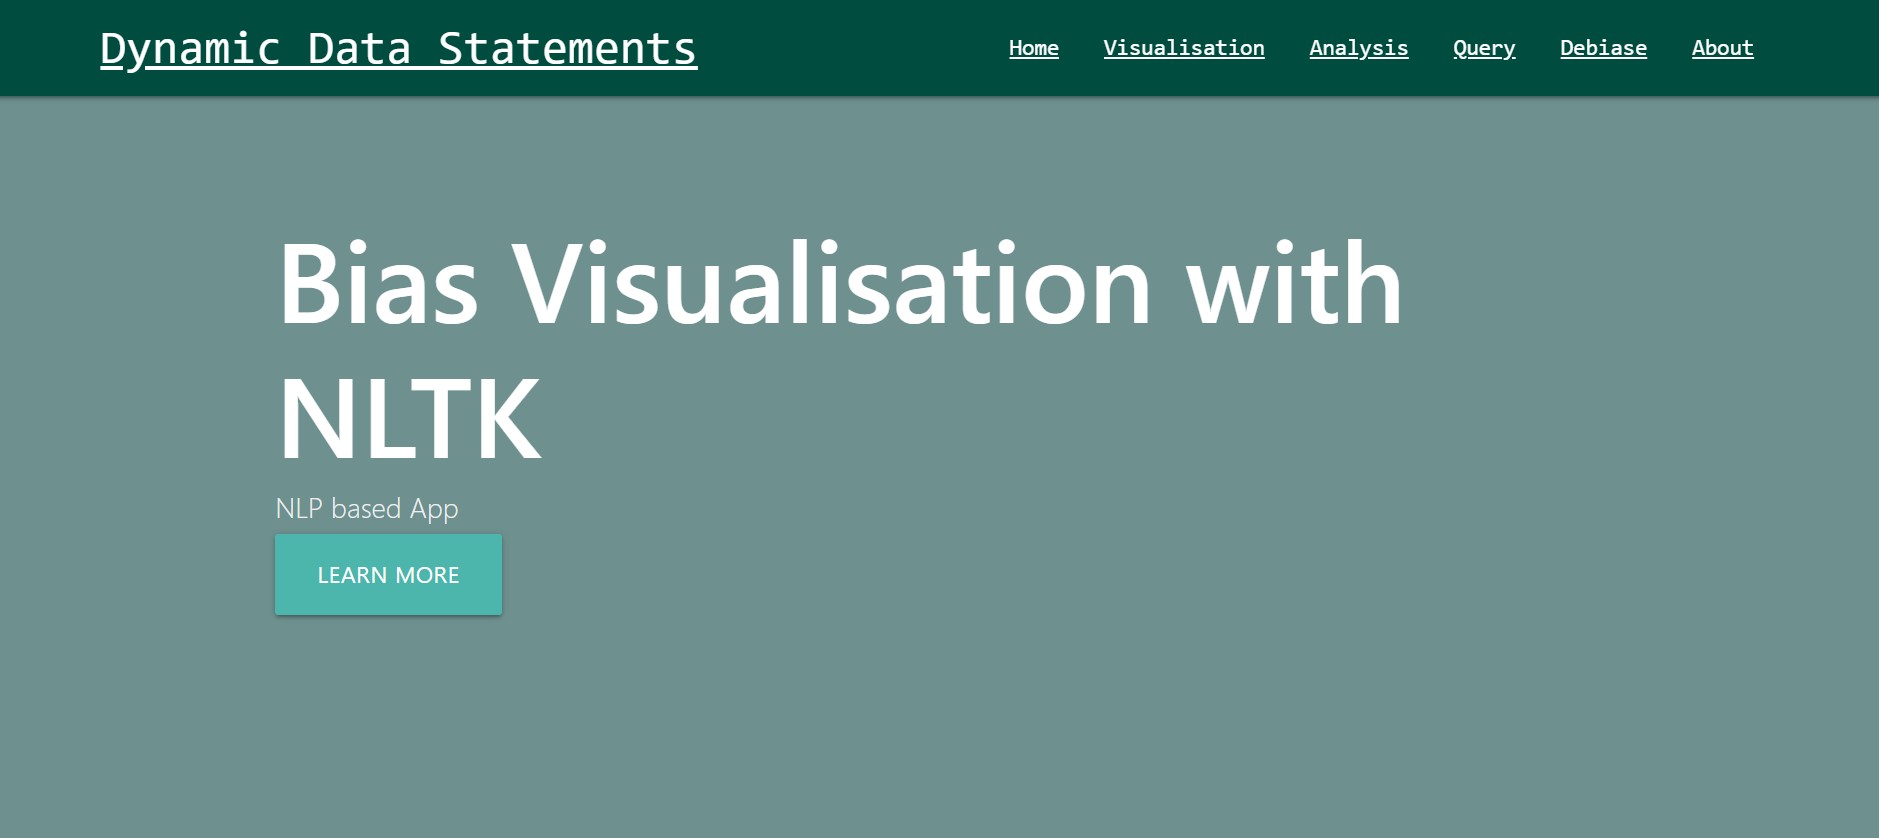 Dynamic Data Statements
Home Visualisation Analysis Query Debiase About
Bias Visualisation with
NLTK
NLP based App
LEARN MORE